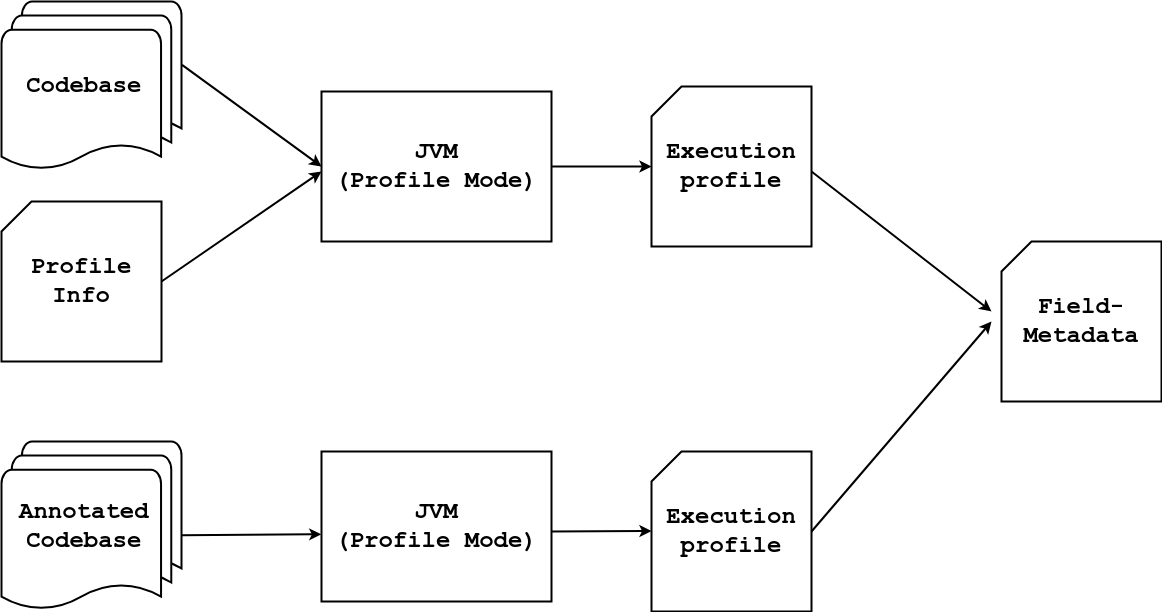 Codebase
JVM
(Profile Mode)
Execution
profile
Profile
Info
Field-
Metadata
Annotated
Codebase
JVM
(Profile Mode)
Execution
profile